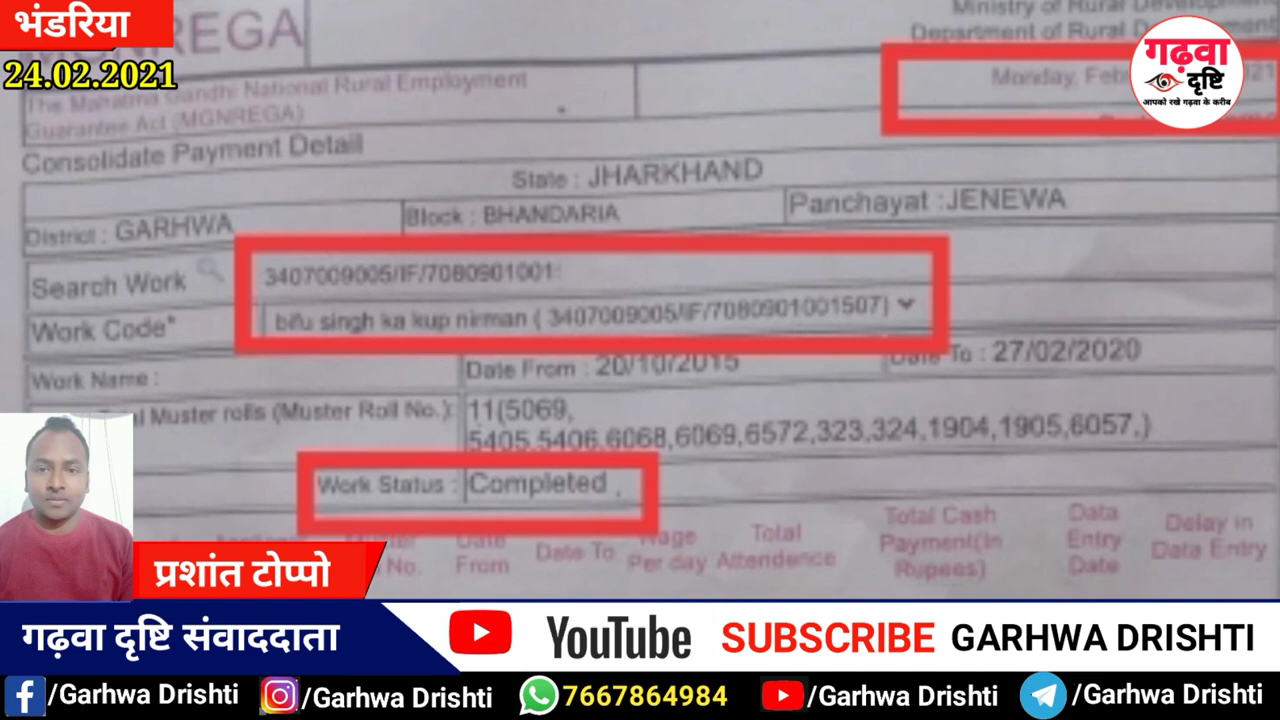 भंडरिया
24.02.2021
MGNREGA
Ministry of Rural Development
Department of Rural Development
गढ़वा
दृष्टि
आपको रखे गढ़वा के करीब
The Mahatma Gandhi National Rural Employment
Guarantee Act (MGNREGA)
Monday, 2021
Consolidate Payment Detail
State : JHARKHAND
District : GARHWA
Block : BHANDARIA
Panchayat :JENEWA
Search Work
3407009005/IF/7080901001
Work Code*
bifu singh ka kup nirman ( 3407009005/IF/7080901001507)
Work Name :
Date From : 20/10/2015
Date To : 27/02/2020
Muster rolls (Muster Roll No.):
11(5069,
5405,5406,6068,6069,6572,323,324,1904,1905,6057,)
Work Status :
Completed
No.
Date From
Date To
Wage Per day
Total Attendence
Total Cash Payment(In Rupees)
Data Entry Date
Delay in Data Entry
प्रशांत टोप्पो
गढ़वा दृष्टि संवाददाता
YouTube SUBSCRIBE GARHWA DRISHTI
/Garhwa Drishti /Garhwa Drishti 7667864984 /Garhwa Drishti /Garhwa Drishti